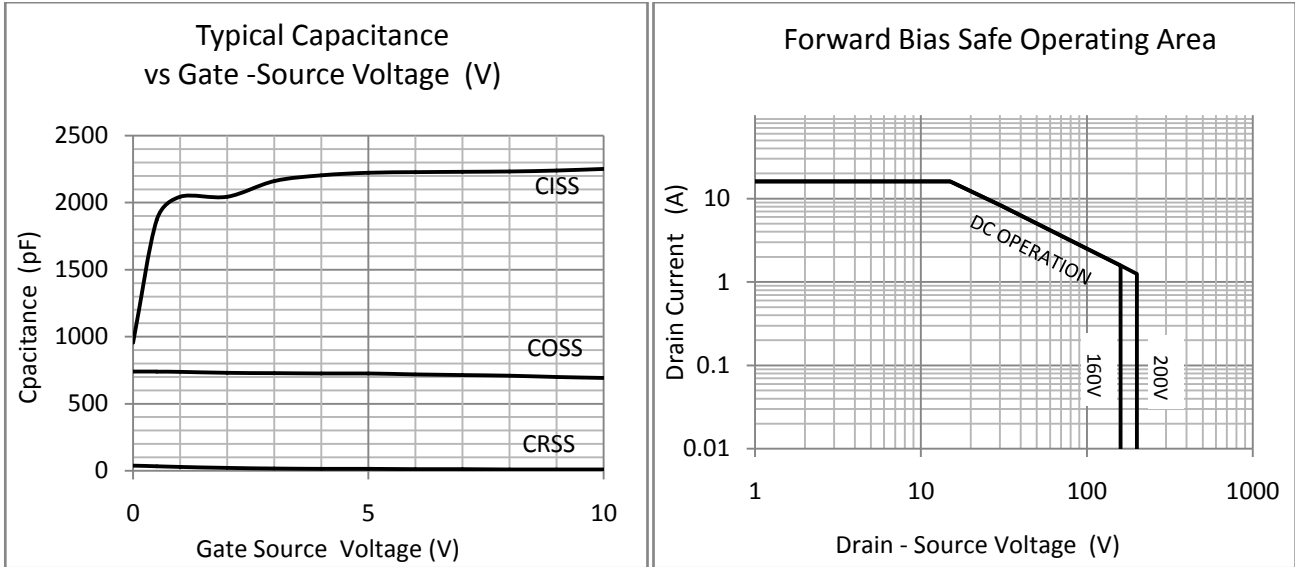 Typical Capacitance
vs Gate -Source Voltage (V)
2500
2000
1500
1000
500
0
Cpacitance (pF)
CISS
COSS
CRSS
0
5
10
Gate Source Voltage (V)
Forward Bias Safe Operating Area
10
1
0.1
0.01
Drain Current (A)
DC OPERATION
160V
200V
1
10
100
1000
Drain - Source Voltage (V)